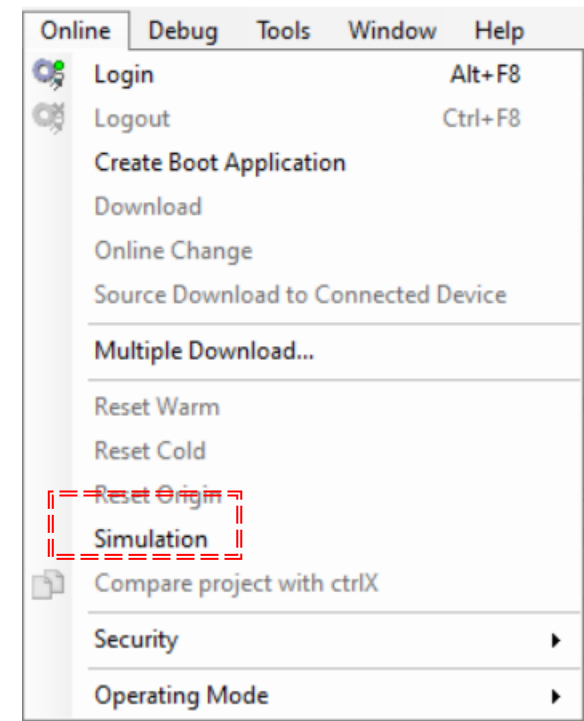 Online Debug Tools Window Help
Login Alt+F8
Logout Ctrl+F8
Create Boot Application
Download
Online Change
Source Download to Connected Device
Multiple Download...
Reset Warm
Reset Cold
Reset Origin
Simulation
Compare project with ctrlX
Security
Operating Mode